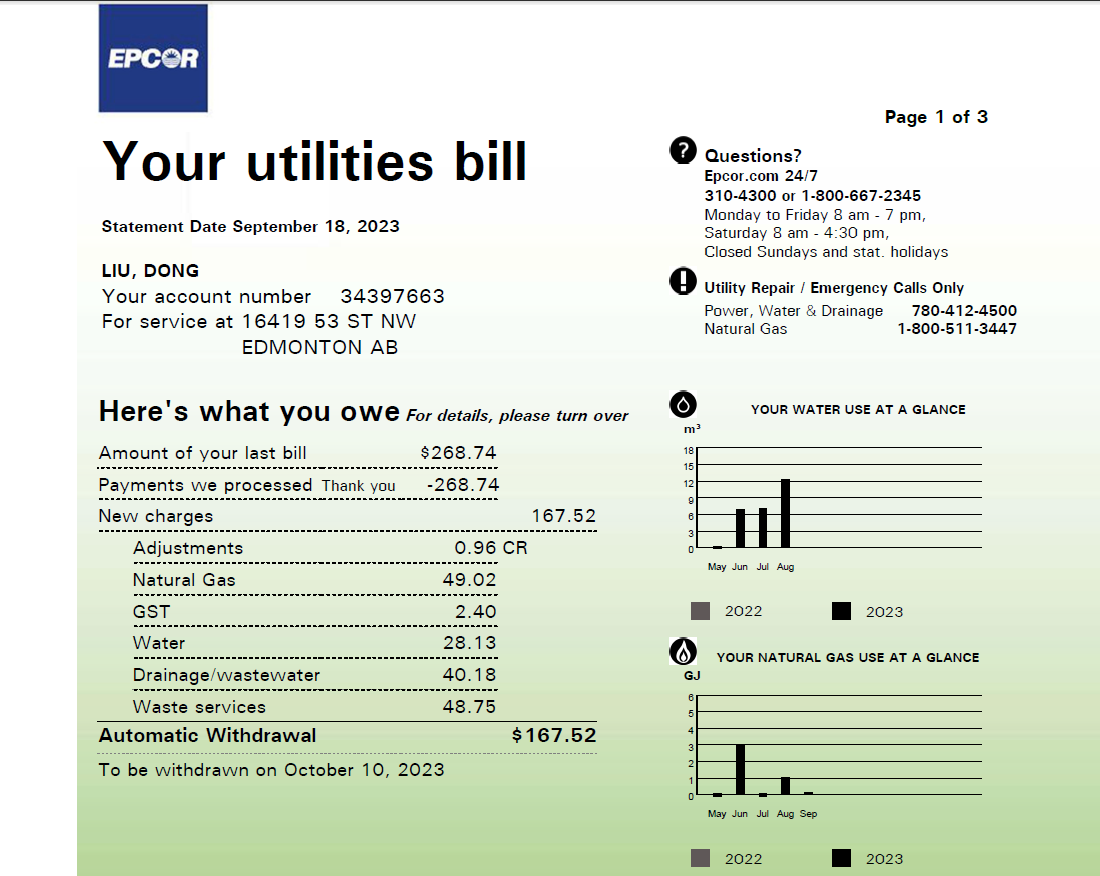 EPCOR
Page 1 of 3
Your utilities bill
Statement Date September 18, 2023
LIU, DONG
Your account number 34397663
For service at 16419 53 ST NW
EDMONTON AB
Questions?
Epcor.com 24/7
310-4300 or 1-800-667-2345
Monday to Friday 8 am - 7 pm,
Saturday 8 am - 4:30 pm,
Closed Sundays and stat. holidays
Utility Repair / Emergency Calls Only
Power, Water & Drainage 780-412-4500
Natural Gas 1-800-511-3447
Here's what you owe For details, please turn over
Amount of your last bill $268.74
Payments we processed Thank you -268.74
New charges 167.52
Adjustments 0.96 CR
Natural Gas 49.02
GST 2.40
Water 28.13
Drainage/wastewater 40.18
Waste services 48.75
Automatic Withdrawal $167.52
To be withdrawn on October 10, 2023
YOUR WATER USE AT A GLANCE
m³
18
15
12
9
6
3
0
May Jun Jul Aug
2022 2023
YOUR NATURAL GAS USE AT A GLANCE
GJ
6
5
4
3
2
1
0
May Jun Jul Aug Sep
2022 2023